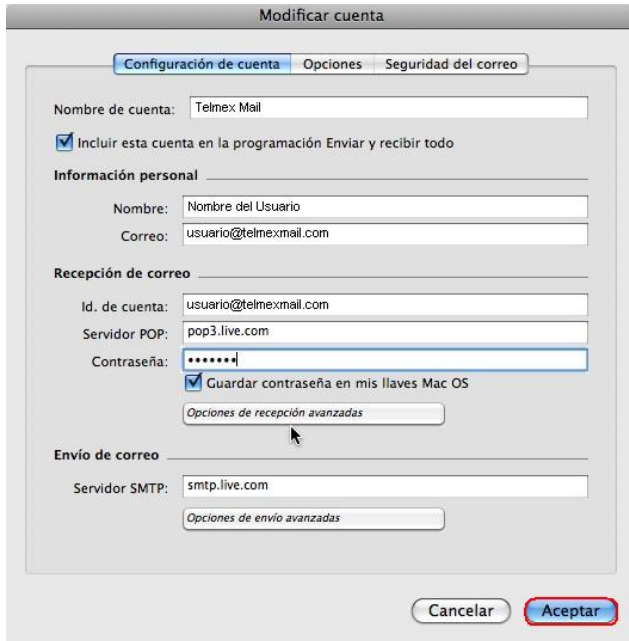 Modificar cuenta
Configuración de cuenta Opciones Seguridad del correo
Nombre de cuenta: Telmex Mail
Incluir esta cuenta en la programación Enviar y recibir todo
Información personal
Nombre: Nombre del Usuario
Correo: usuario@telmexmail.com
Recepción de correo
Id. de cuenta: usuario@telmexmail.com
Servidor POP: pop3.live.com
Contraseña: •••••••
Guardar contraseña en mis llaves Mac OS
Opciones de recepción avanzadas
Envío de correo
Servidor SMTP: smtp.live.com
Opciones de envío avanzadas
Cancelar Aceptar